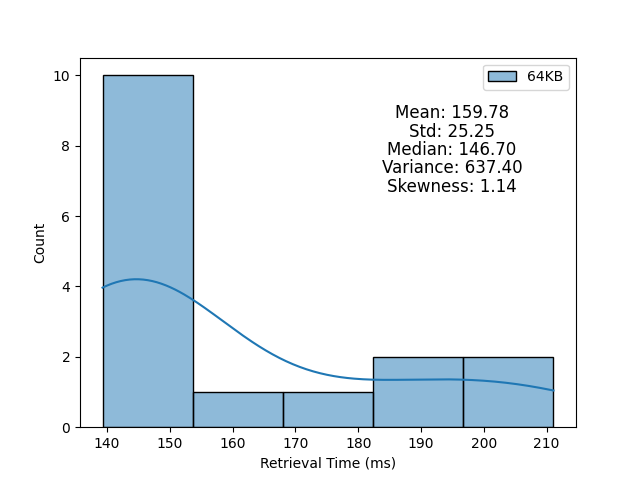 64KB
Mean: 159.78
Std: 25.25
Median: 146.70
Variance: 637.40
Skewness: 1.14
Count
10
8
6
4
2
0
140 150 160 170 180 190 200 210
Retrieval Time (ms)